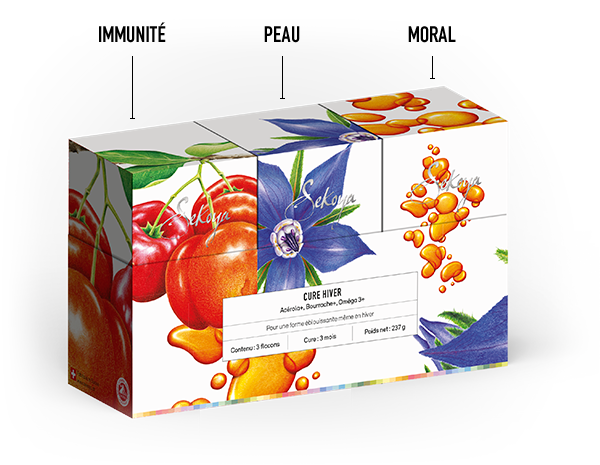 IMMUNITÉ PEAU MORAL
Sekoya Sekoya Sekoya
CURE HIVER
Acérola+, Bourrache+, Oméga 3+
Pour une forme éblouissante même en hiver
Contenu : 3 flacons Cure : 3 mois Poids net : 237 g